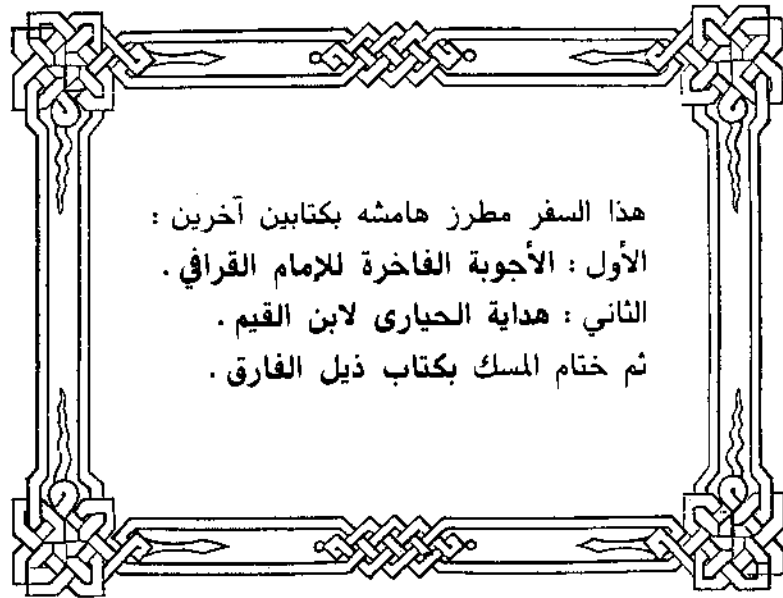 هذا السفر مطرز هامشه بكتابين آخرين :
الأول : الأجوبة الفاخرة للإمام القرافي .
الثاني : هداية الحيارى لابن القيم .
ثم ختام المسك بكتاب ذيل الفارق .